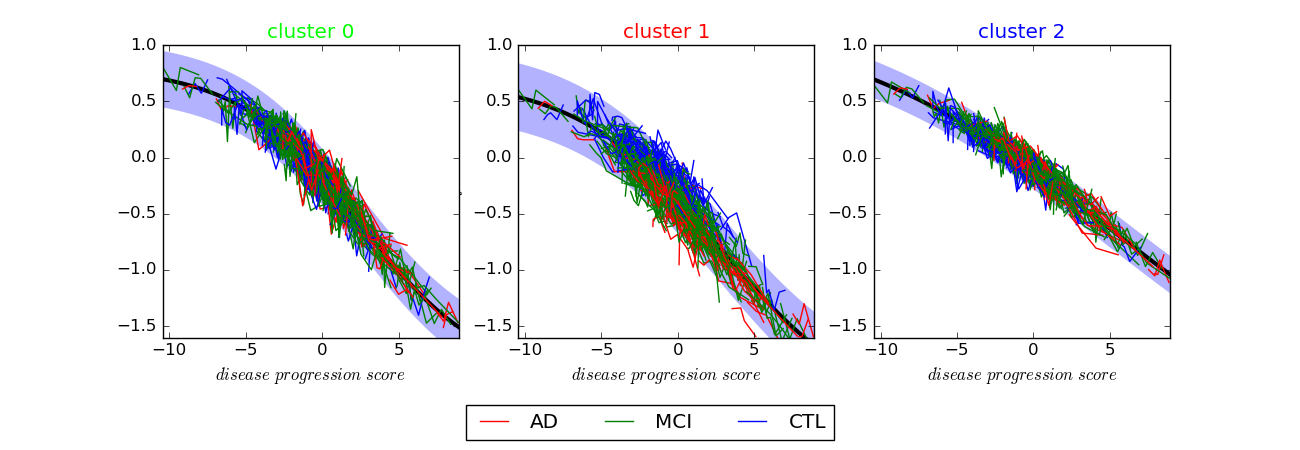 cluster 0 cluster 1 cluster 2
1.0 1.0 1.0
0.5 0.5 0.5
0.0 0.0 0.0
−0.5 −0.5 −0.5
−1.0 −1.0 −1.0
−1.5 −1.5 −1.5
−10 −5 0 5 −10 −5 0 5 −10 −5 0 5
disease progression score disease progression score disease progression score
AD MCI CTL